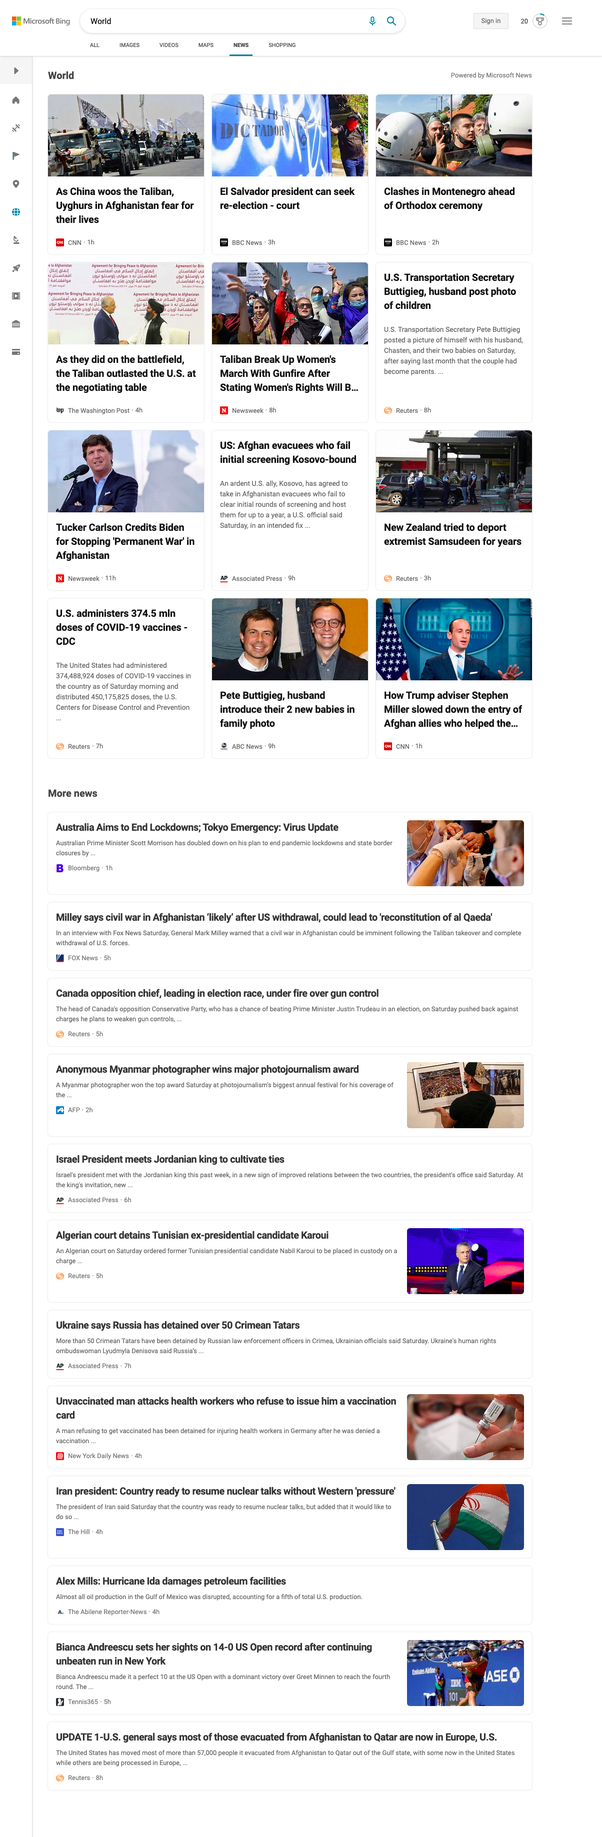 Microsoft Bing
World
Sign in
20
ALL
IMAGES
VIDEOS
MAPS
NEWS
SHOPPING
World
Powered by Microsoft News
NAYIB
DICTADOR
As China woos the Taliban,
Uyghurs in Afghanistan fear for
their lives
CNN · 1h
El Salvador president can seek
re-election - court
BBC News · 3h
Clashes in Montenegro ahead
of Orthodox ceremony
BBC News · 2h
Agreement for Bringing Peace to Afghanistan
As they did on the battlefield,
the Taliban outlasted the U.S. at
the negotiating table
The Washington Post · 4h
Taliban Break Up Women's
March With Gunfire After
Stating Women's Rights Will B...
Newsweek · 8h
U.S. Transportation Secretary
Buttigieg, husband post photo
of children
U.S. Transportation Secretary Pete Buttigieg
posted a picture of himself with his husband,
Chasten, and their two babies on Saturday,
after saying last month that the couple had
become parents. ...
Reuters · 8h
Tucker Carlson Credits Biden
for Stopping 'Permanent War' in
Afghanistan
Newsweek · 11h
US: Afghan evacuees who fail
initial screening Kosovo-bound
An ardent U.S. ally, Kosovo, has agreed to
take in Afghanistan evacuees who fail to
clear initial rounds of screening and host
them for up to a year, a U.S. official said
Saturday, in an intended fix ...
AP Associated Press · 9h
New Zealand tried to deport
extremist Samsudeen for years
Reuters · 3h
U.S. administers 374.5 mln
doses of COVID-19 vaccines -
CDC
The United States had administered
374,488,924 doses of COVID-19 vaccines in
the country as of Saturday morning and
distributed 450,175,825 doses, the U.S.
Centers for Disease Control and Prevention
...
Reuters · 7h
Pete Buttigieg, husband
introduce their 2 new babies in
family photo
ABC News · 9h
THE WHITE HOUSE
How Trump adviser Stephen
Miller slowed down the entry of
Afghan allies who helped the...
CNN · 1h
More news
Australia Aims to End Lockdowns; Tokyo Emergency: Virus Update
Australian Prime Minister Scott Morrison has doubled down on his plan to end pandemic lockdowns and state border
closures by ...
B Bloomberg · 1h
Milley says civil war in Afghanistan 'likely' after US withdrawal, could lead to 'reconstitution of al Qaeda'
In an interview with Fox News Saturday, General Mark Milley warned that a civil war in Afghanistan could be imminent following the Taliban takeover and complete
withdrawal of U.S. forces.
FOX News · 5h
Canada opposition chief, leading in election race, under fire over gun control
The head of Canada's opposition Conservative Party, who has a chance of beating Prime Minister Justin Trudeau in an election, on Saturday pushed back against
charges he plans to weaken gun controls, ...
Reuters · 5h
Anonymous Myanmar photographer wins major photojournalism award
A Myanmar photographer won the top award Saturday at photojournalism's biggest annual festival for his coverage of
the ...
AFP · 2h
Israel President meets Jordanian king to cultivate ties
Israel's president met with the Jordanian king this past week, in a new sign of improved relations between the two countries, the president's office said Saturday. At
the king's invitation, new ...
AP Associated Press · 6h
Algerian court detains Tunisian ex-presidential candidate Karoui
An Algerian court on Saturday ordered former Tunisian presidential candidate Nabil Karoui to be placed in custody on a
charge ...
Reuters · 5h
Ukraine says Russia has detained over 50 Crimean Tatars
More than 50 Crimean Tatars have been detained by Russian law enforcement officers in Crimea, Ukrainian officials said Saturday. Ukraine's human rights
ombudswoman Lyudmyla Denisova said Russia's ...
AP Associated Press · 7h
Unvaccinated man attacks health workers who refuse to issue him a vaccination
card
A man refusing to get vaccinated has been detained for injuring health workers in Germany after he was denied a
vaccination ...
New York Daily News · 4h
Iran president: Country ready to resume nuclear talks without Western 'pressure'
The president of Iran said Saturday that the country was ready to resume nuclear talks, but added that it would like to
do so ...
The Hill · 4h
Alex Mills: Hurricane Ida damages petroleum facilities
Almost all oil production in the Gulf of Mexico was disrupted, accounting for a fifth of total U.S. production.
The Abilene Reporter-News · 4h
Bianca Andreescu sets her sights on 14-0 US Open record after continuing
unbeaten run in New York
Bianca Andreescu made it a perfect 10 at the US Open with a dominant victory over Greet Minnen to reach the fourth
round. The ...
Tennis365 · 5h
IBM
101
ASE
UPDATE 1-U.S. general says most of those evacuated from Afghanistan to Qatar are now in Europe, U.S.
The United States has moved most of more than 57,000 people it evacuated from Afghanistan to Qatar out of the Gulf state, with some now in the United States
while others are being processed in Europe, ...
Reuters · 8h